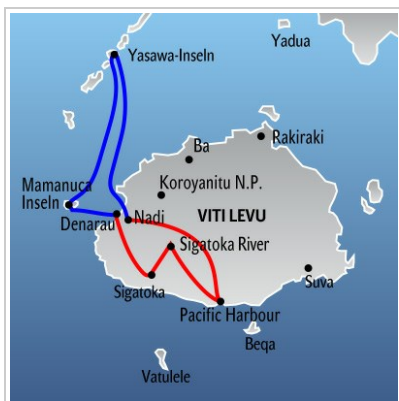 Yadua
Yasawa-Inseln
Rakiraki
Ba
Mamanuca
Inseln
Koroyanitu N.P.
Denarau
Nadi
VITI LEVU
Sigatoka River
Sigatoka
Suva
Pacific Harbour
Beqa
Vatulele